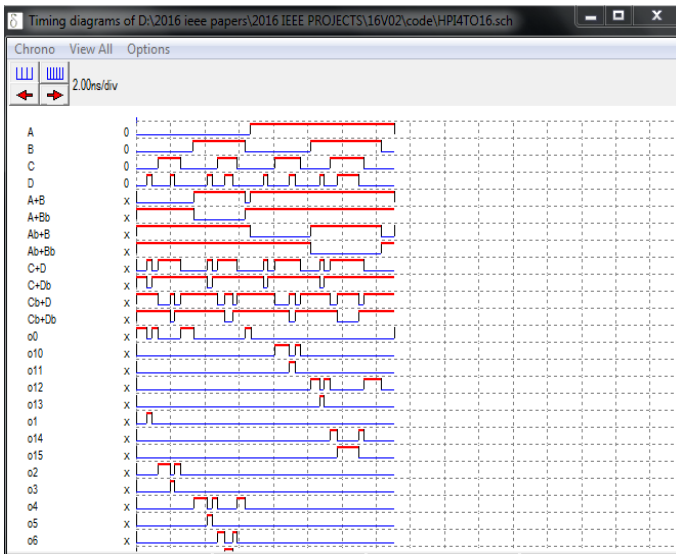 Timing diagrams of D:\2016 ieee papers\2016 IEEE PROJECTS\16V02\code\HPI4TO16.sch
Chrono View All Options
2.00ns/div
A 0
B 0
C 0
D 0
A+B x
A+Bb x
Ab+B x
Ab+Bb x
C+D x
C+Db x
Cb+D x
Cb+Db x
o0 x
o10 x
o11 x
o12 x
o13 x
o1 x
o14 x
o15 x
o2 x
o3 x
o4 x
o5 x
o6 x